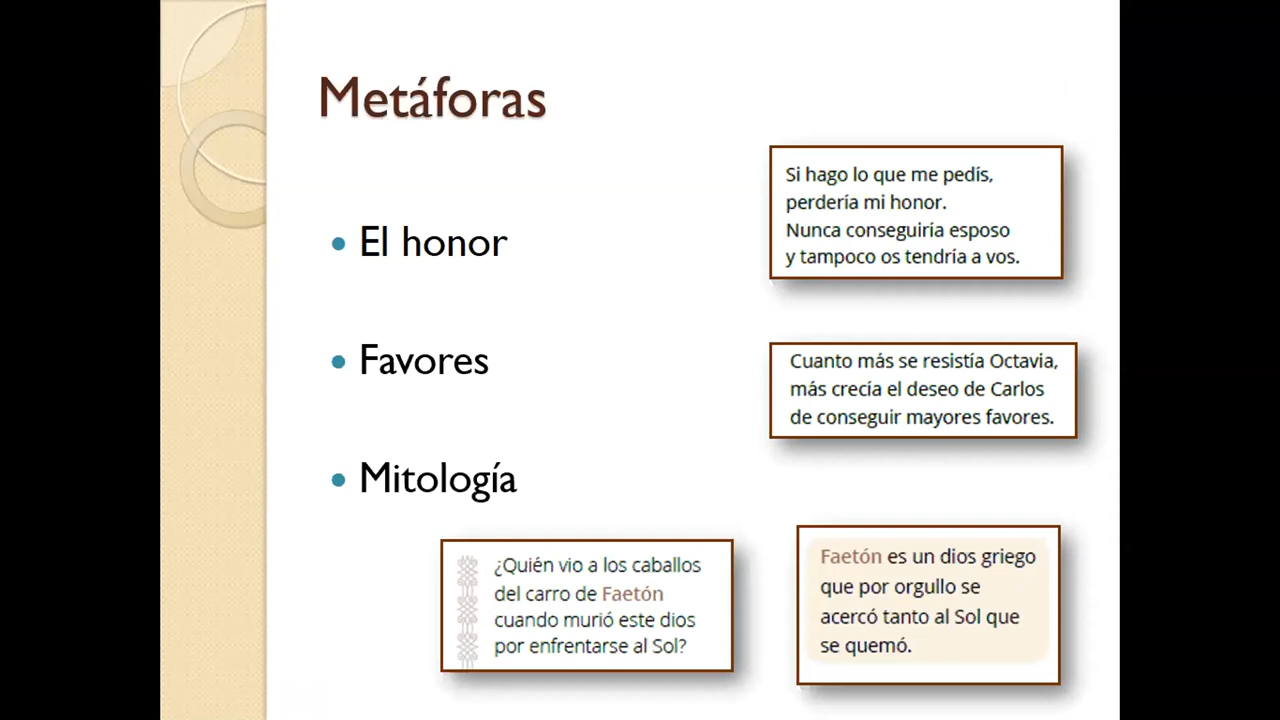 Metáforas
El honor
Si hago lo que me pedís,
perdería mi honor.
Nunca conseguiría esposo
y tampoco os tendría a vos.
Favores
Cuanto más se resistía Octavia,
más crecía el deseo de Carlos
de conseguir mayores favores.
Mitología
¿Quién vio a los caballos
del carro de Faetón
cuando murió este dios
por enfrentarse al Sol?
Faetón es un dios griego
que por orgullo se
acercó tanto al Sol que
se quemó.